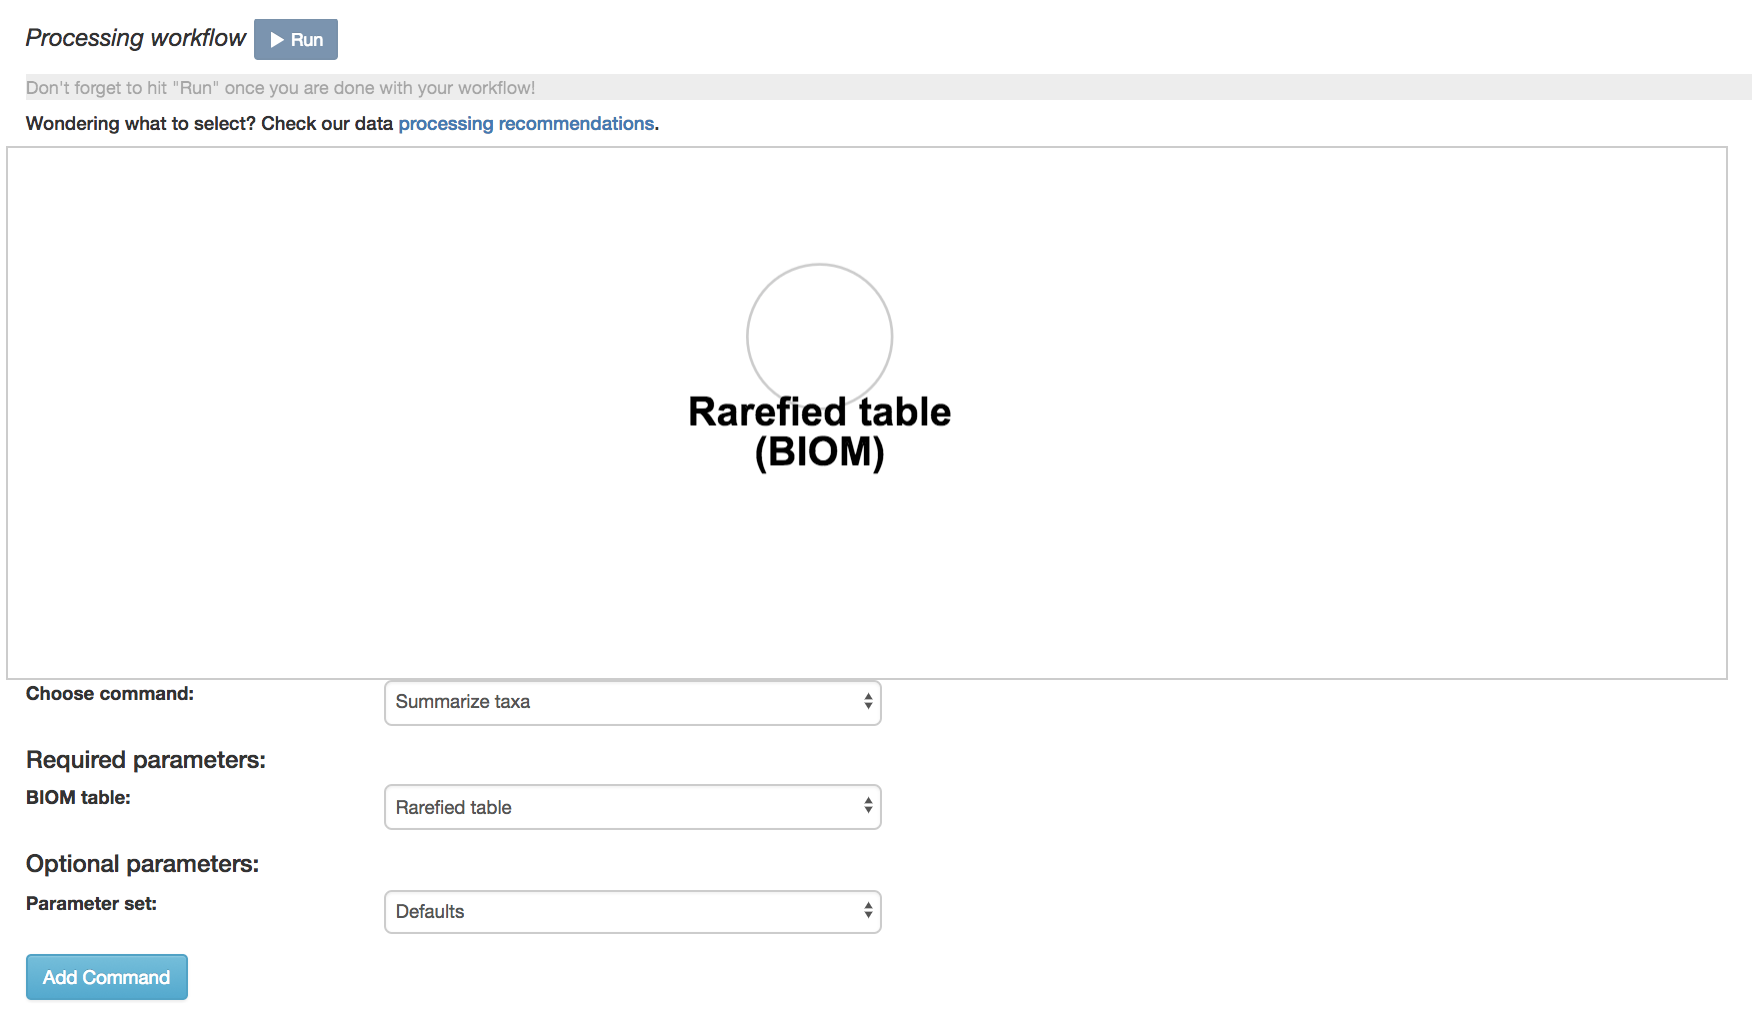 Processing workflow Run
Don't forget to hit "Run" once you are done with your workflow!
Wondering what to select? Check our data processing recommendations.
Rarefied table
(BIOM)
Choose command: Summarize taxa
Required parameters:
BIOM table: Rarefied table
Optional parameters:
Parameter set: Defaults
Add Command